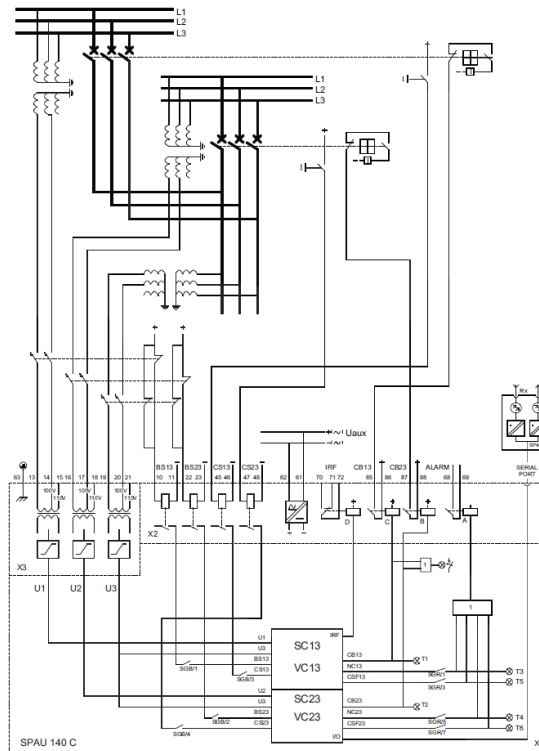 L1
L2
L3
L1
L2
L3
Rx
SPA
Uaux
SERIAL PORT
BS13 BS23 CS13 CS23
IRF CB13 CB23 ALARM
63 13 14 15 16 17 18 19 20 21 10 11 22 23 45 46 47 48 62 61 70 71 72 85 86 87 88 68 69
100V 110V 100V 110V 100V 110V
X2
D C B A
X3
1
U1 U2 U3
1
U1 IRF
U3 SC13
BS13 VC13 CB13 T1
SGB/1 CS13 NC13 SGR/1 T3
SGB/3 CSF13 SGR/3 T5
U2 SC23
U3 CB23 T2
BS23 VC23 NC23 T4
SGB/2 CS23 CSF23 SGR/3 T6
SGB/4 I/O SGR/7
SPAU 140 C X